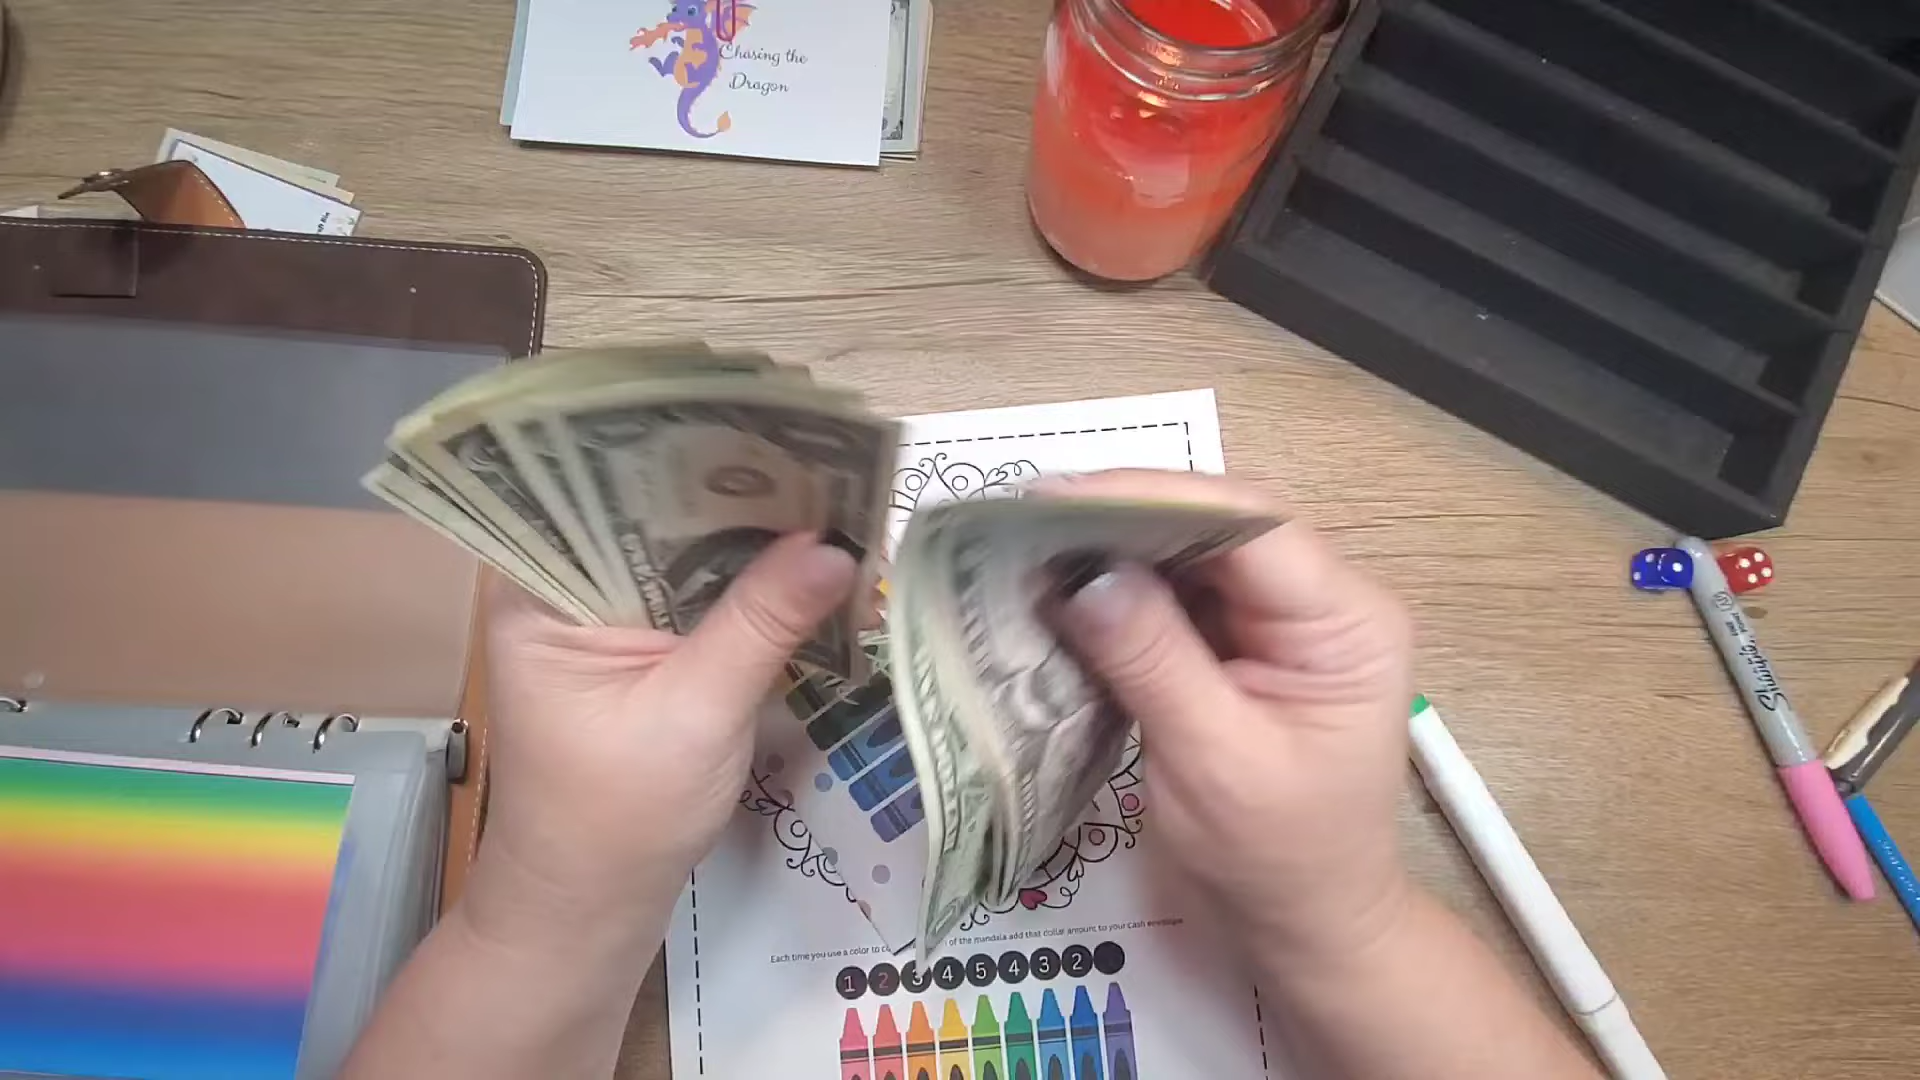 Chasing the
Dragon
Sharpie
Each time you use a color to c of the mandala add that dollar amount to your cash envelope
1 2 3 4 5 4 3 2